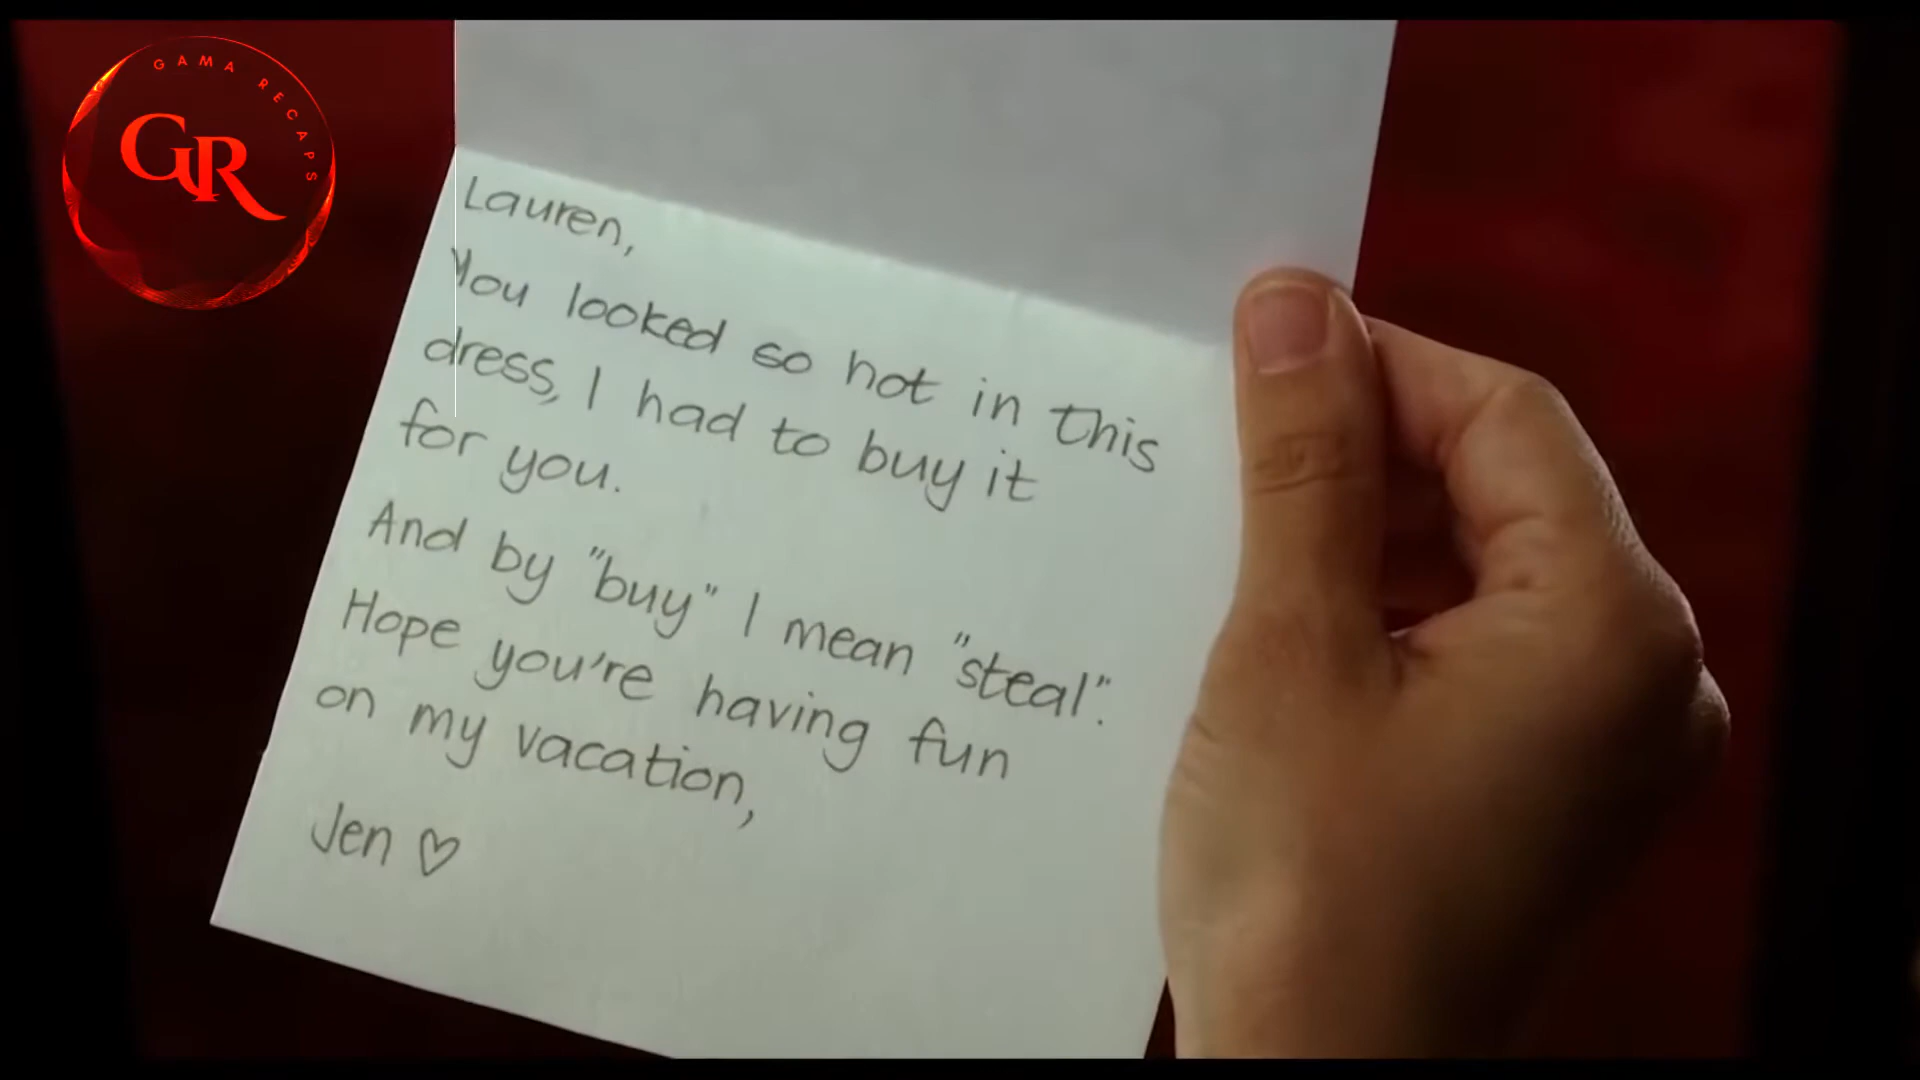 GAMA RECAPS
GR
Lauren,
You looked so hot in this
dress, I had to buy it
for you.
And by "buy" I mean "steal".
Hope you're having fun
on my vacation,
Jen ♡